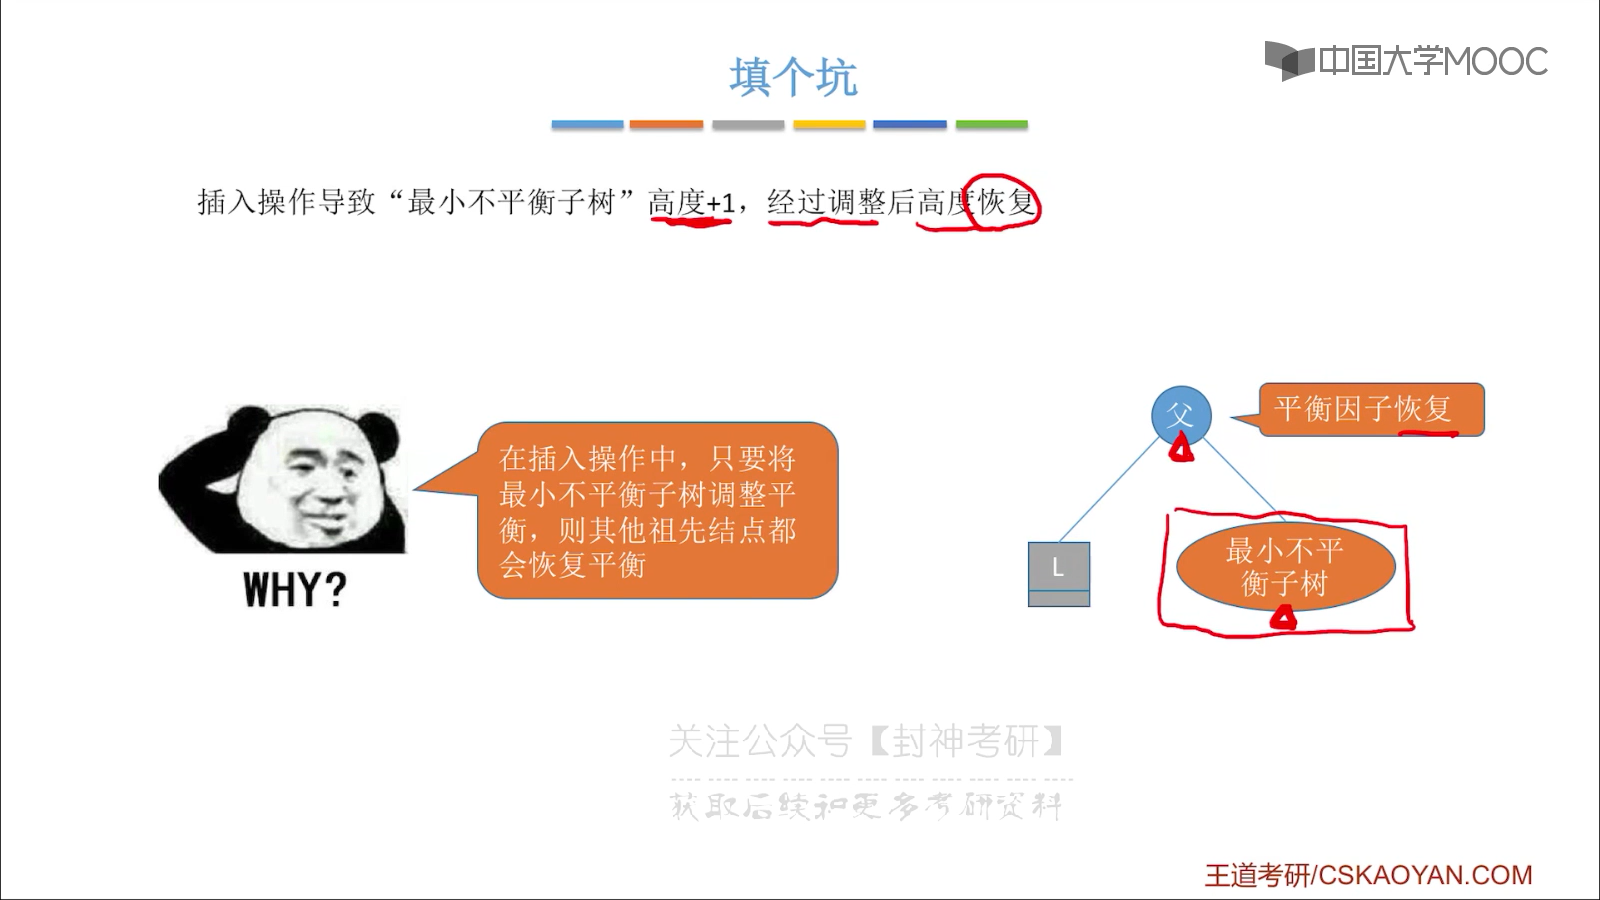 填个坑
中国大学MOOC
插入操作导致“最小不平衡子树”高度+1，经过调整后高度恢复
父
平衡因子恢复
在插入操作中，只要将
最小不平衡子树调整平
衡，则其他祖先结点都
会恢复平衡
L
最小不平
衡子树
WHY?
关注公众号【封神考研】
获取后续和更多考研资料
王道考研/CSKAOYAN.COM